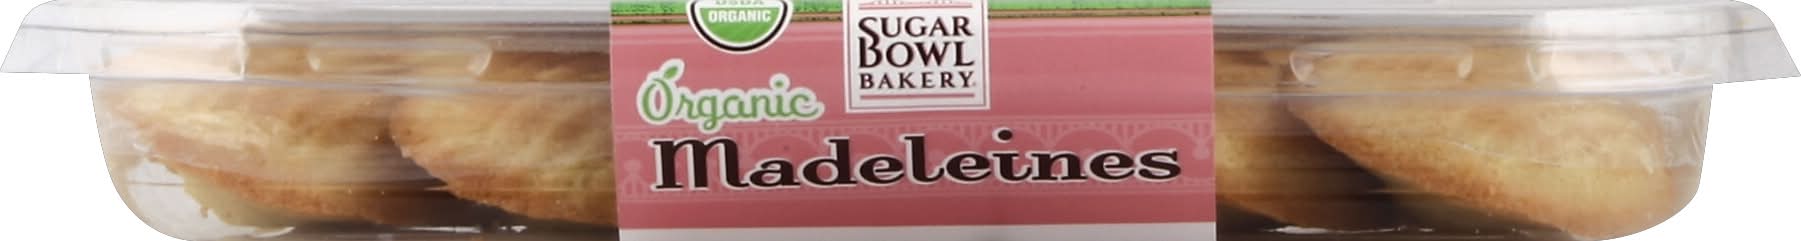 USDA
ORGANIC
SUGAR
BOWL
BAKERY
Organic
Madeleines